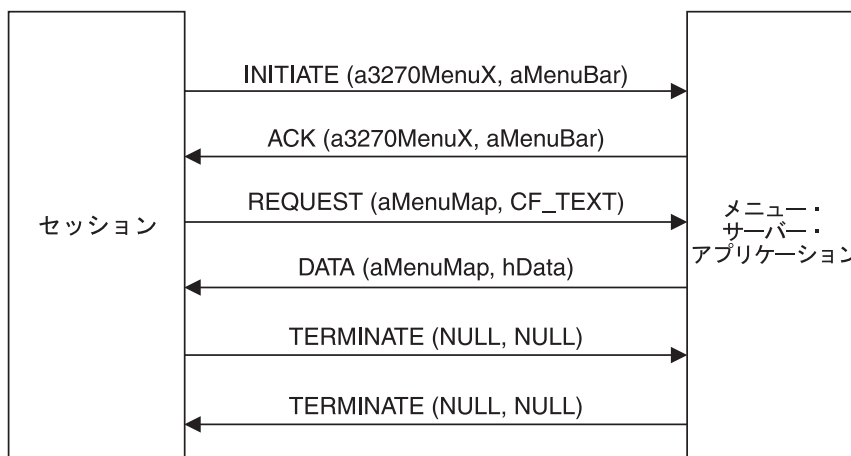 INITIATE (a3270MenuX, aMenuBar)
ACK (a3270MenuX, aMenuBar)
REQUEST (aMenuMap, CF_TEXT)
セッション
メニュー・
サーバー・
アプリケーション
DATA (aMenuMap, hData)
TERMINATE (NULL, NULL)
TERMINATE (NULL, NULL)